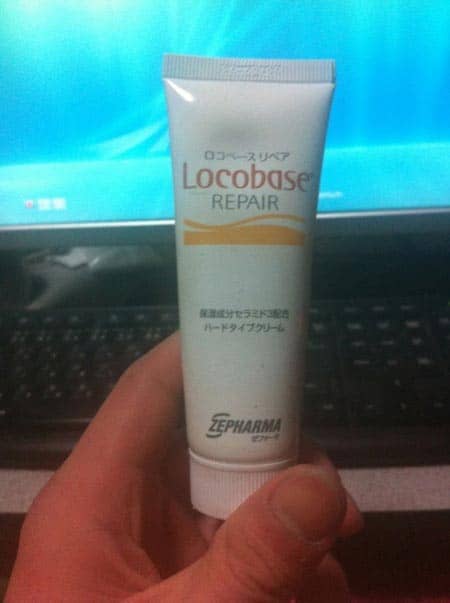 ロコベース リペア
Locobase®
REPAIR
保湿成分セラミド3配合
ハードタイプクリーム
ZEPHARMA
ゼファーマ